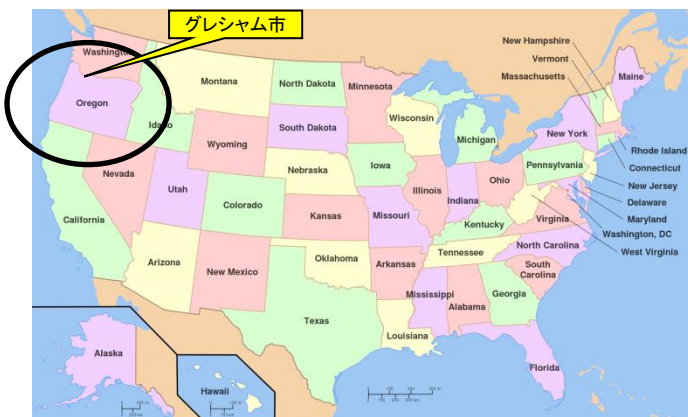 グレシャム市
Washington
Oregon
Idaho
Montana
North Dakota
South Dakota
Minnesota
Wisconsin
Michigan
Wyoming
Nebraska
Iowa
Nevada
Utah
Colorado
Kansas
Missouri
Illinois
Indiana
Ohio
Kentucky
California
Arizona
New Mexico
Oklahoma
Texas
Arkansas
Louisiana
Mississippi
Alabama
Georgia
Tennessee
Florida
South
Carolina
North Carolina
Virginia
Pennsylvania
New York
Maine
New Hampshire
Vermont
Massachusetts
Rhode Island
Connecticut
New Jersey
Delaware
Maryland
Washington, DC
West Virginia
Alaska
Hawaii